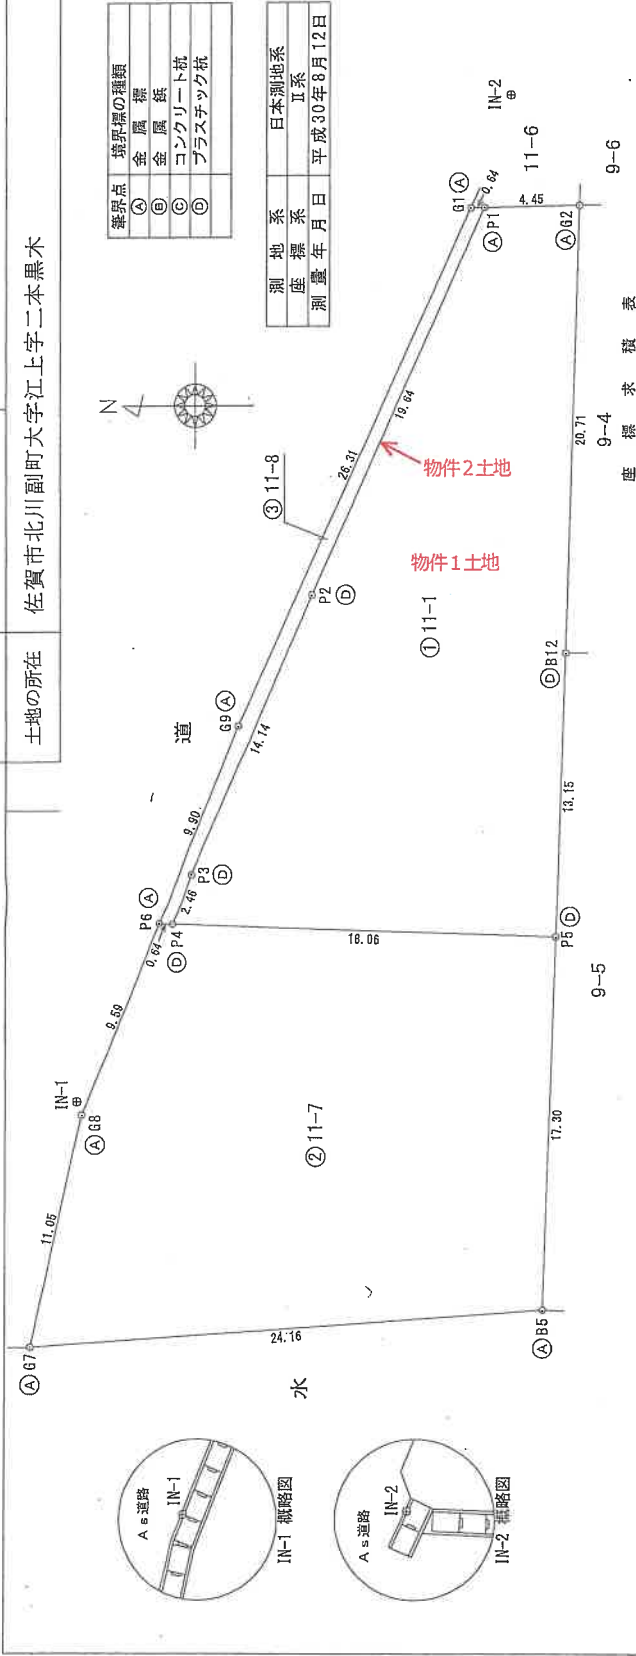 土地の所在
佐賀市北川副町大字江上字二本黒木
筆界点 境界標の種類
Ⓐ 金属標
Ⓑ 金属鋲
Ⓒ コンクリート杭
Ⓓ プラスチック杭
測地系 日本測地系
座標系 Ⅱ系
測量年月日 平成30年8月12日
N
道
水
Ⓐ G7
11.05
IN-1
Ⓐ G8
9.59
P6 Ⓐ
0.64
Ⓓ P4
2.46
P3 Ⓓ
9.90
G9 Ⓐ
14.14
P2 Ⓓ
③ 11-8
26.31
19.64
G1 Ⓐ
0.64
Ⓐ P1
4.45
Ⓐ G2
IN-2
11-6
9-6
物件2土地
物件1土地
① 11-1
② 11-7
18.06
24.16
Ⓐ B5
17.30
P5 Ⓓ
13.15
Ⓓ B12
20.71
9-5
9-4
座標求積表
As道路
IN-1
IN-1 概略図
As道路
IN-2
IN-2 概略図